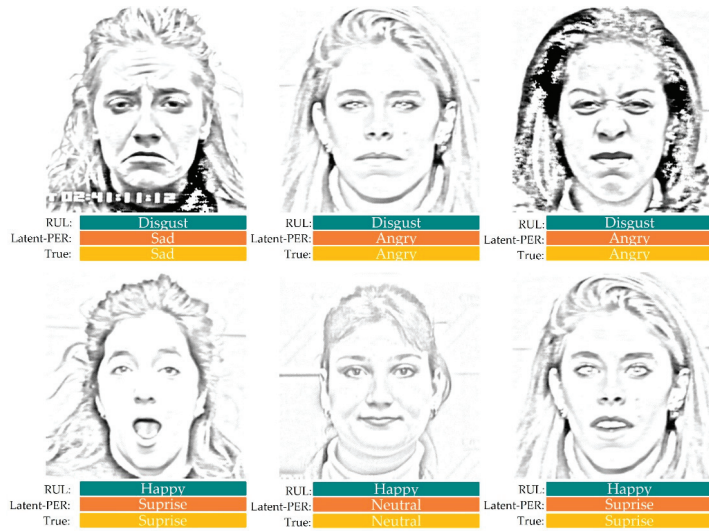 02:41:11:12
RUL: Disgust
Latent-PER: Sad
True: Sad
RUL: Disgust
Latent-PER: Angry
True: Angry
RUL: Disgust
Latent-PER: Angry
True: Angry
RUL: Happy
Latent-PER: Suprise
True: Suprise
RUL: Happy
Latent-PER: Neutral
True: Neutral
RUL: Happy
Latent-PER: Suprise
True: Suprise